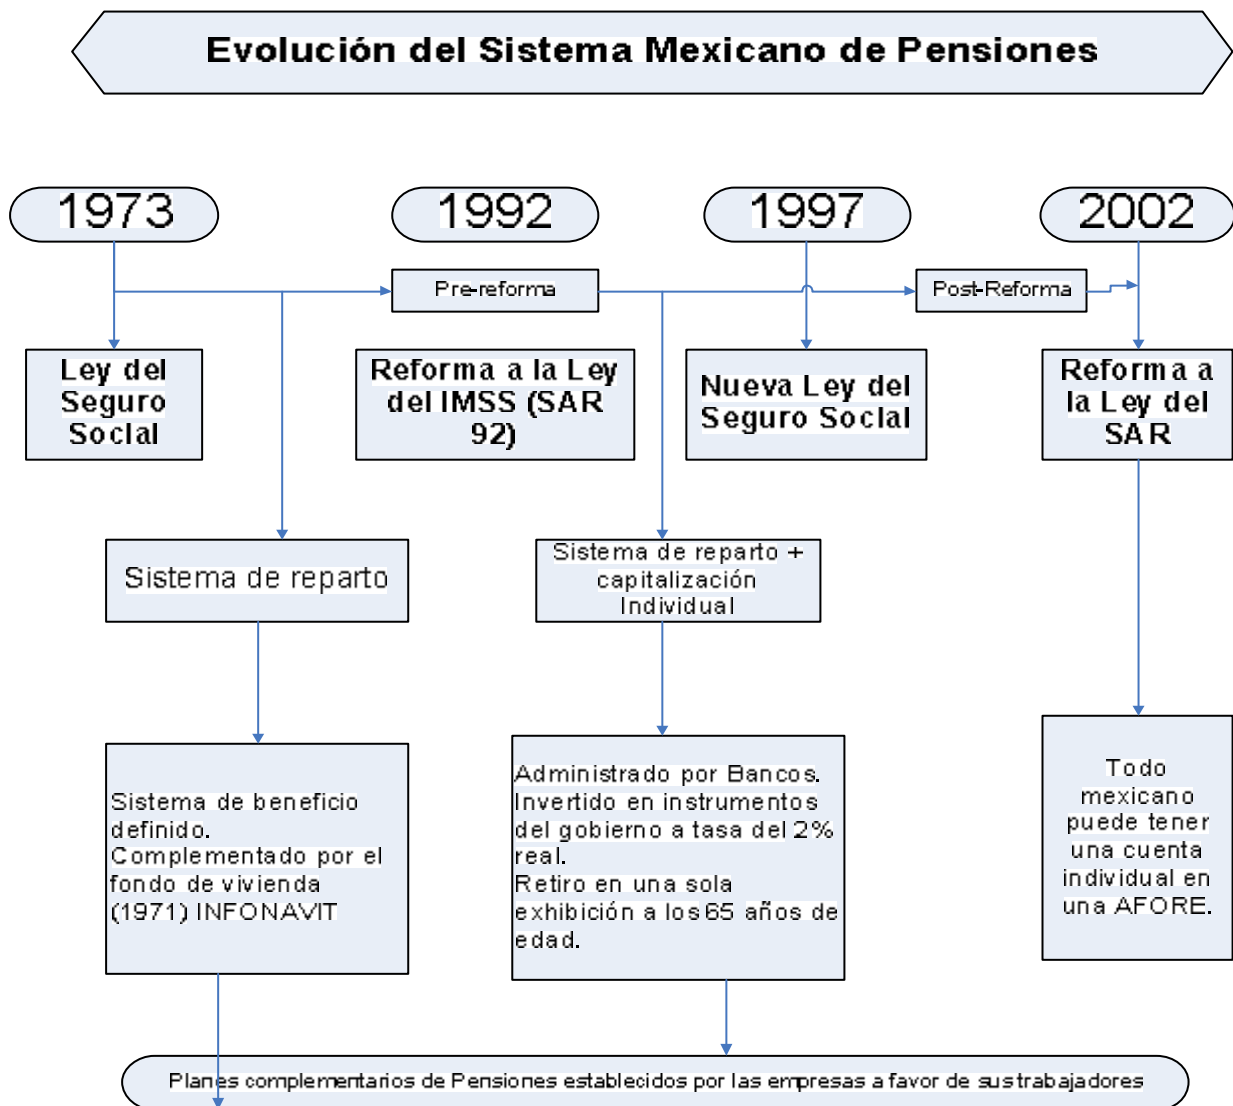 Evolución del Sistema Mexicano de Pensiones
1973
1992
1997
2002
Pre-reforma
Post-Reforma
Ley del
Seguro
Social
Reforma a la Ley
del IMSS (SAR
92)
Nueva Ley del
Seguro Social
Reforma a
la Ley del
SAR
Sistema de reparto
Sistema de reparto +
capitalización
Individual
Sistema de beneficio
definido.
Complementado por el
fondo de vivienda
(1971) INFONAVIT
Administrado por Bancos.
Invertido en instrumentos
del gobierno a tasa del 2%
real.
Retiro en una sola
exhibición a los 65 años de
edad.
Todo
mexicano
puede tener
una cuenta
individual en
una AFORE.
Planes complementarios de Pensiones establecidos por las empresas a favor de sus trabajadores